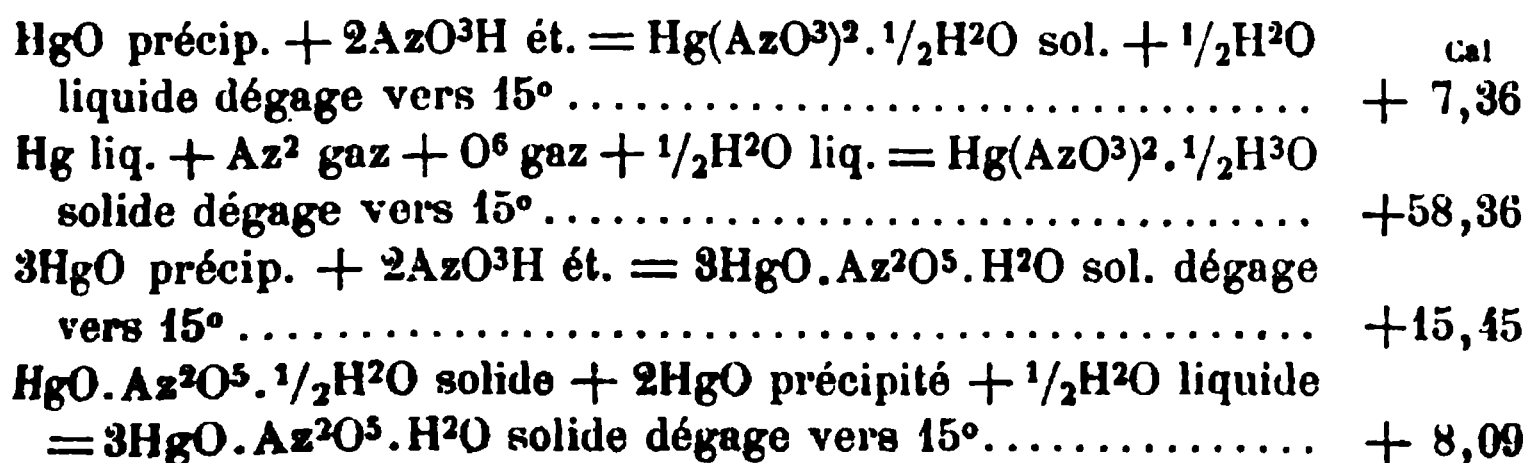 HgO précip. + 2AzO³H ét. = Hg(AzO³)².¹/₂H²O sol. + ¹/₂H²O
Cal
liquide dégage vers 15° ................................ + 7,36
Hg liq. + Az² gaz + O⁶ gaz + ¹/₂H²O liq. = Hg(AzO³)².¹/₂H³O
solide dégage vers 15° ................................ +58,36
3HgO précip. + 2AzO³H ét. = 3HgO.Az²O⁵.H²O sol. dégage
vers 15° ................................ +15,45
HgO.Az²O⁵.¹/₂H²O solide + 2HgO précipité + ¹/₂H²O liquide
= 3HgO.Az²O⁵.H²O solide dégage vers 15° ............... + 8,09